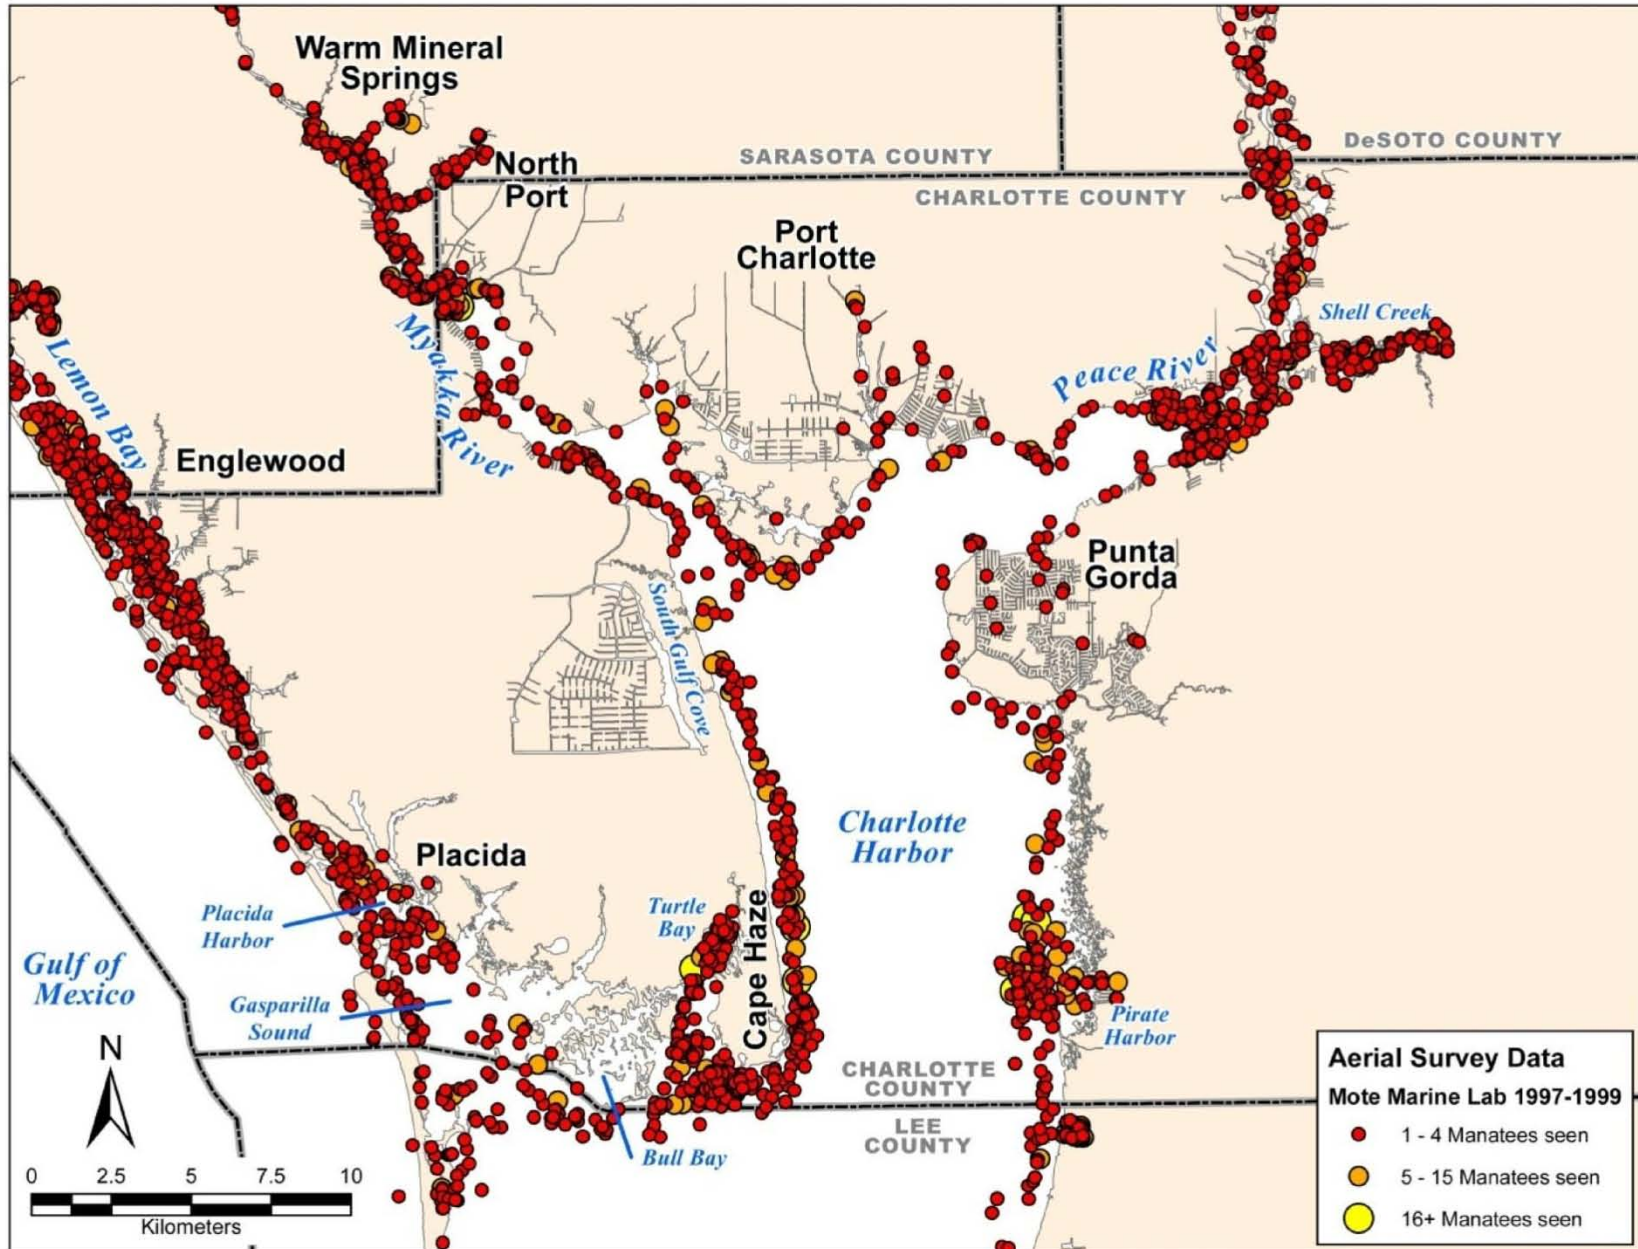 Warm Mineral
Springs
North
Port
SARASOTA COUNTY
DeSOTO COUNTY
CHARLOTTE COUNTY
Port
Charlotte
Shell Creek
Peace River
Myakka River
Lemon Bay
Englewood
Punta
Gorda
South Gulf Cove
Charlotte
Harbor
Placida
Placida
Harbor
Turtle
Bay
Cape Haze
Gulf of
Mexico
Gasparilla
Sound
Pirate
Harbor
CHARLOTTE
COUNTY
LEE
COUNTY
Bull Bay
N
0 2.5 5 7.5 10
Kilometers
Aerial Survey Data
Mote Marine Lab 1997-1999
1 - 4 Manatees seen
5 - 15 Manatees seen
16+ Manatees seen